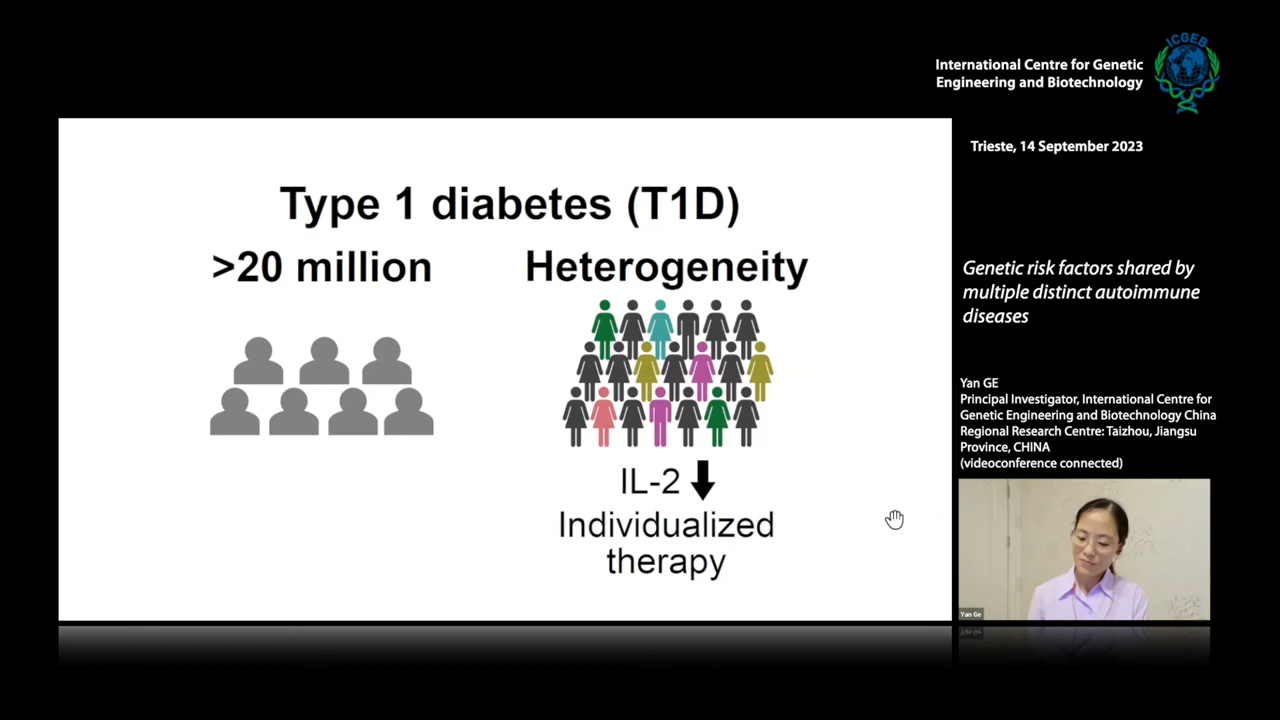 ICGEB
International Centre for Genetic
Engineering and Biotechnology
Trieste, 14 September 2023
Type 1 diabetes (T1D)
>20 million
Heterogeneity
IL-2
Individualized
therapy
Genetic risk factors shared by
multiple distinct autoimmune
diseases
Yan GE
Principal Investigator, International Centre for
Genetic Engineering and Biotechnology China
Regional Research Centre: Taizhou, Jiangsu
Province, CHINA
(videoconference connected)
Yan Ge